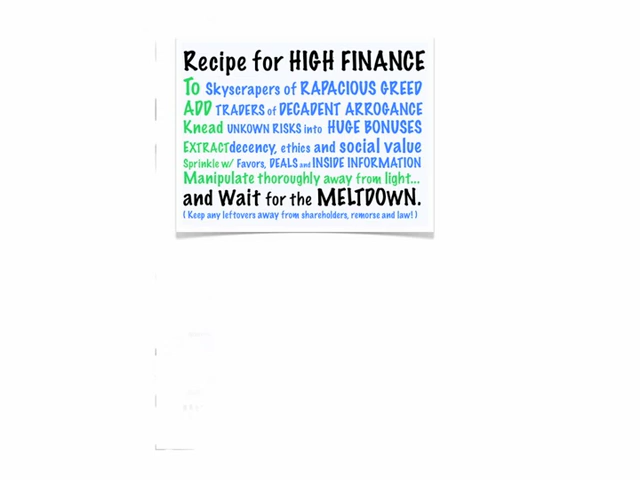 Recipe for HIGH FINANCE
To Skyscrapers of RAPACIOUS GREED
ADD TRADERS of DECADENT ARROGANCE
Knead UNKOWN RISKS into HUGE BONUSES
EXTRACT decency, ethics and social value
Sprinkle w/ Favors, DEALS and INSIDE INFORMATION
Manipulate thoroughly away from light...
and Wait for the MELTDOWN.
( Keep any leftovers away from shareholders, remorse and law! )